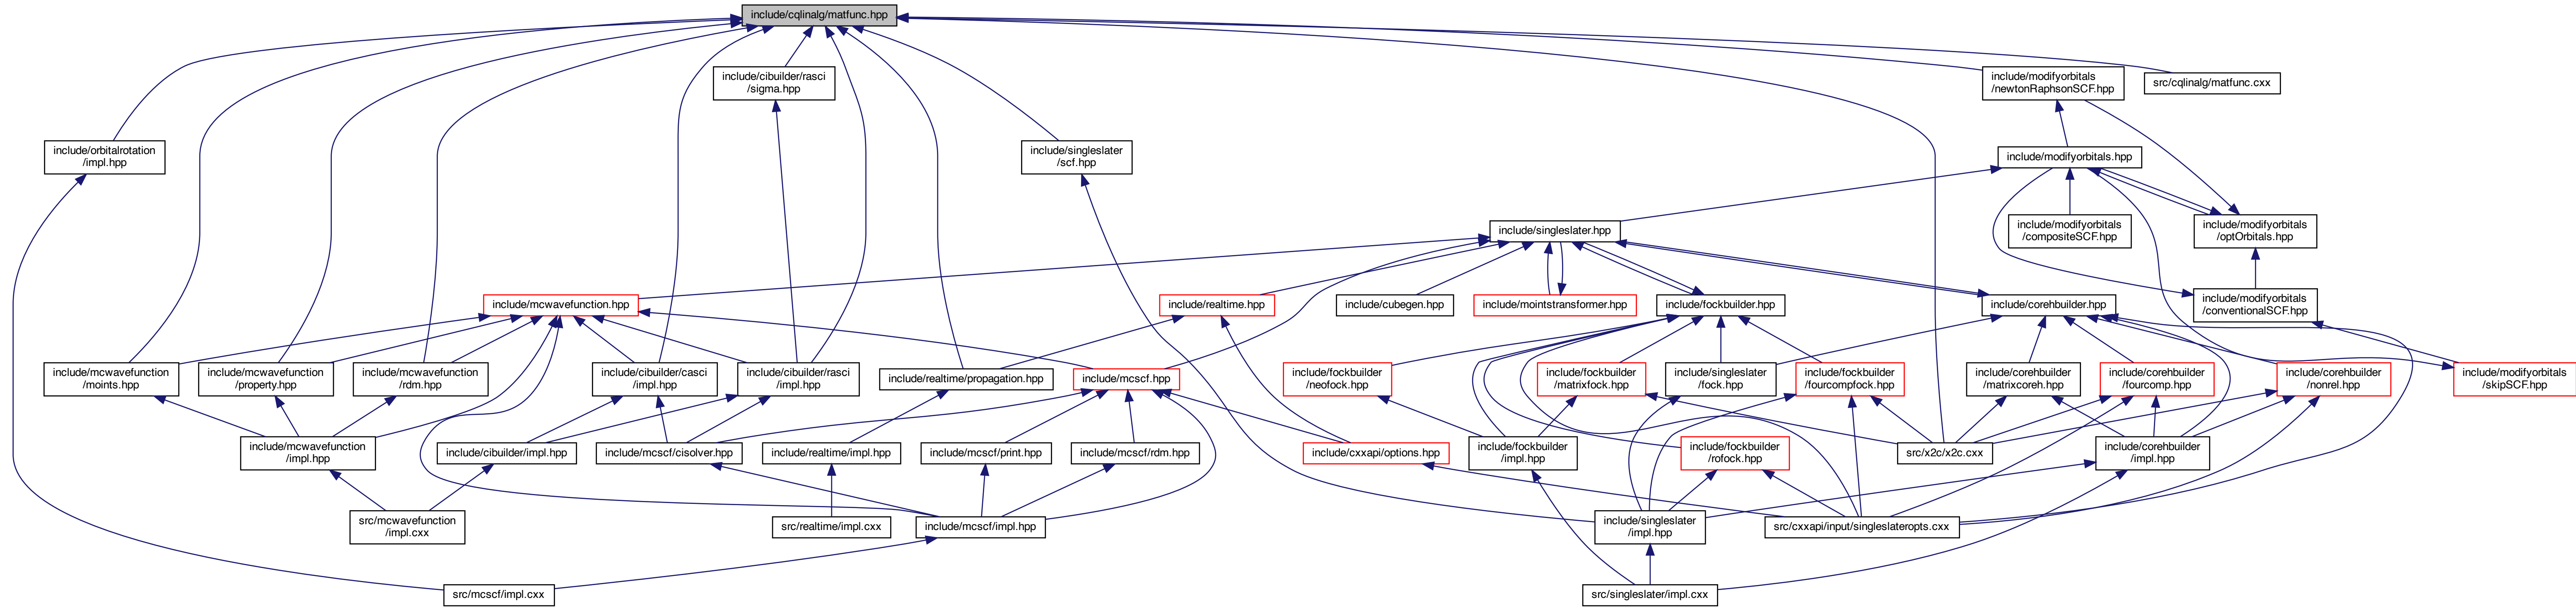 include/cqlinalg/matfunc.hpp
include/cibuilder/rasci
/sigma.hpp
include/modifyorbitals
/newtonRaphsonSCF.hpp
src/cqlinalg/matfunc.cxx
include/orbitalrotation
/impl.hpp
include/singleslater
/scf.hpp
include/modifyorbitals.hpp
include/singleslater.hpp
include/modifyorbitals
/compositeSCF.hpp
include/modifyorbitals
/optOrbitals.hpp
include/mcwavefunction.hpp
include/realtime.hpp
include/cubegen.hpp
include/mointstransformer.hpp
include/fockbuilder.hpp
include/corehbuilder.hpp
include/modifyorbitals
/conventionalSCF.hpp
include/mcwavefunction
/moints.hpp
include/mcwavefunction
/property.hpp
include/mcwavefunction
/rdm.hpp
include/cibuilder/casci
/impl.hpp
include/cibuilder/rasci
/impl.hpp
include/realtime/propagation.hpp
include/mcscf.hpp
include/fockbuilder
/neofock.hpp
include/fockbuilder
/matrixfock.hpp
include/singleslater
/fock.hpp
include/fockbuilder
/fourcompfock.hpp
include/corehbuilder
/matrixcoreh.hpp
include/corehbuilder
/fourcomp.hpp
include/corehbuilder
/nonrel.hpp
include/modifyorbitals
/skipSCF.hpp
include/mcwavefunction
/impl.hpp
include/cibuilder/impl.hpp
include/mcscf/cisolver.hpp
include/realtime/impl.hpp
include/mcscf/print.hpp
include/mcscf/rdm.hpp
include/cxxapi/options.hpp
include/fockbuilder
/impl.hpp
include/fockbuilder
/rofock.hpp
src/x2c/x2c.cxx
include/corehbuilder
/impl.hpp
src/mcwavefunction
/impl.cxx
src/realtime/impl.cxx
include/mcscf/impl.hpp
include/singleslater
/impl.hpp
src/cxxapi/input/singleslateropts.cxx
src/mcscf/impl.cxx
src/singleslater/impl.cxx